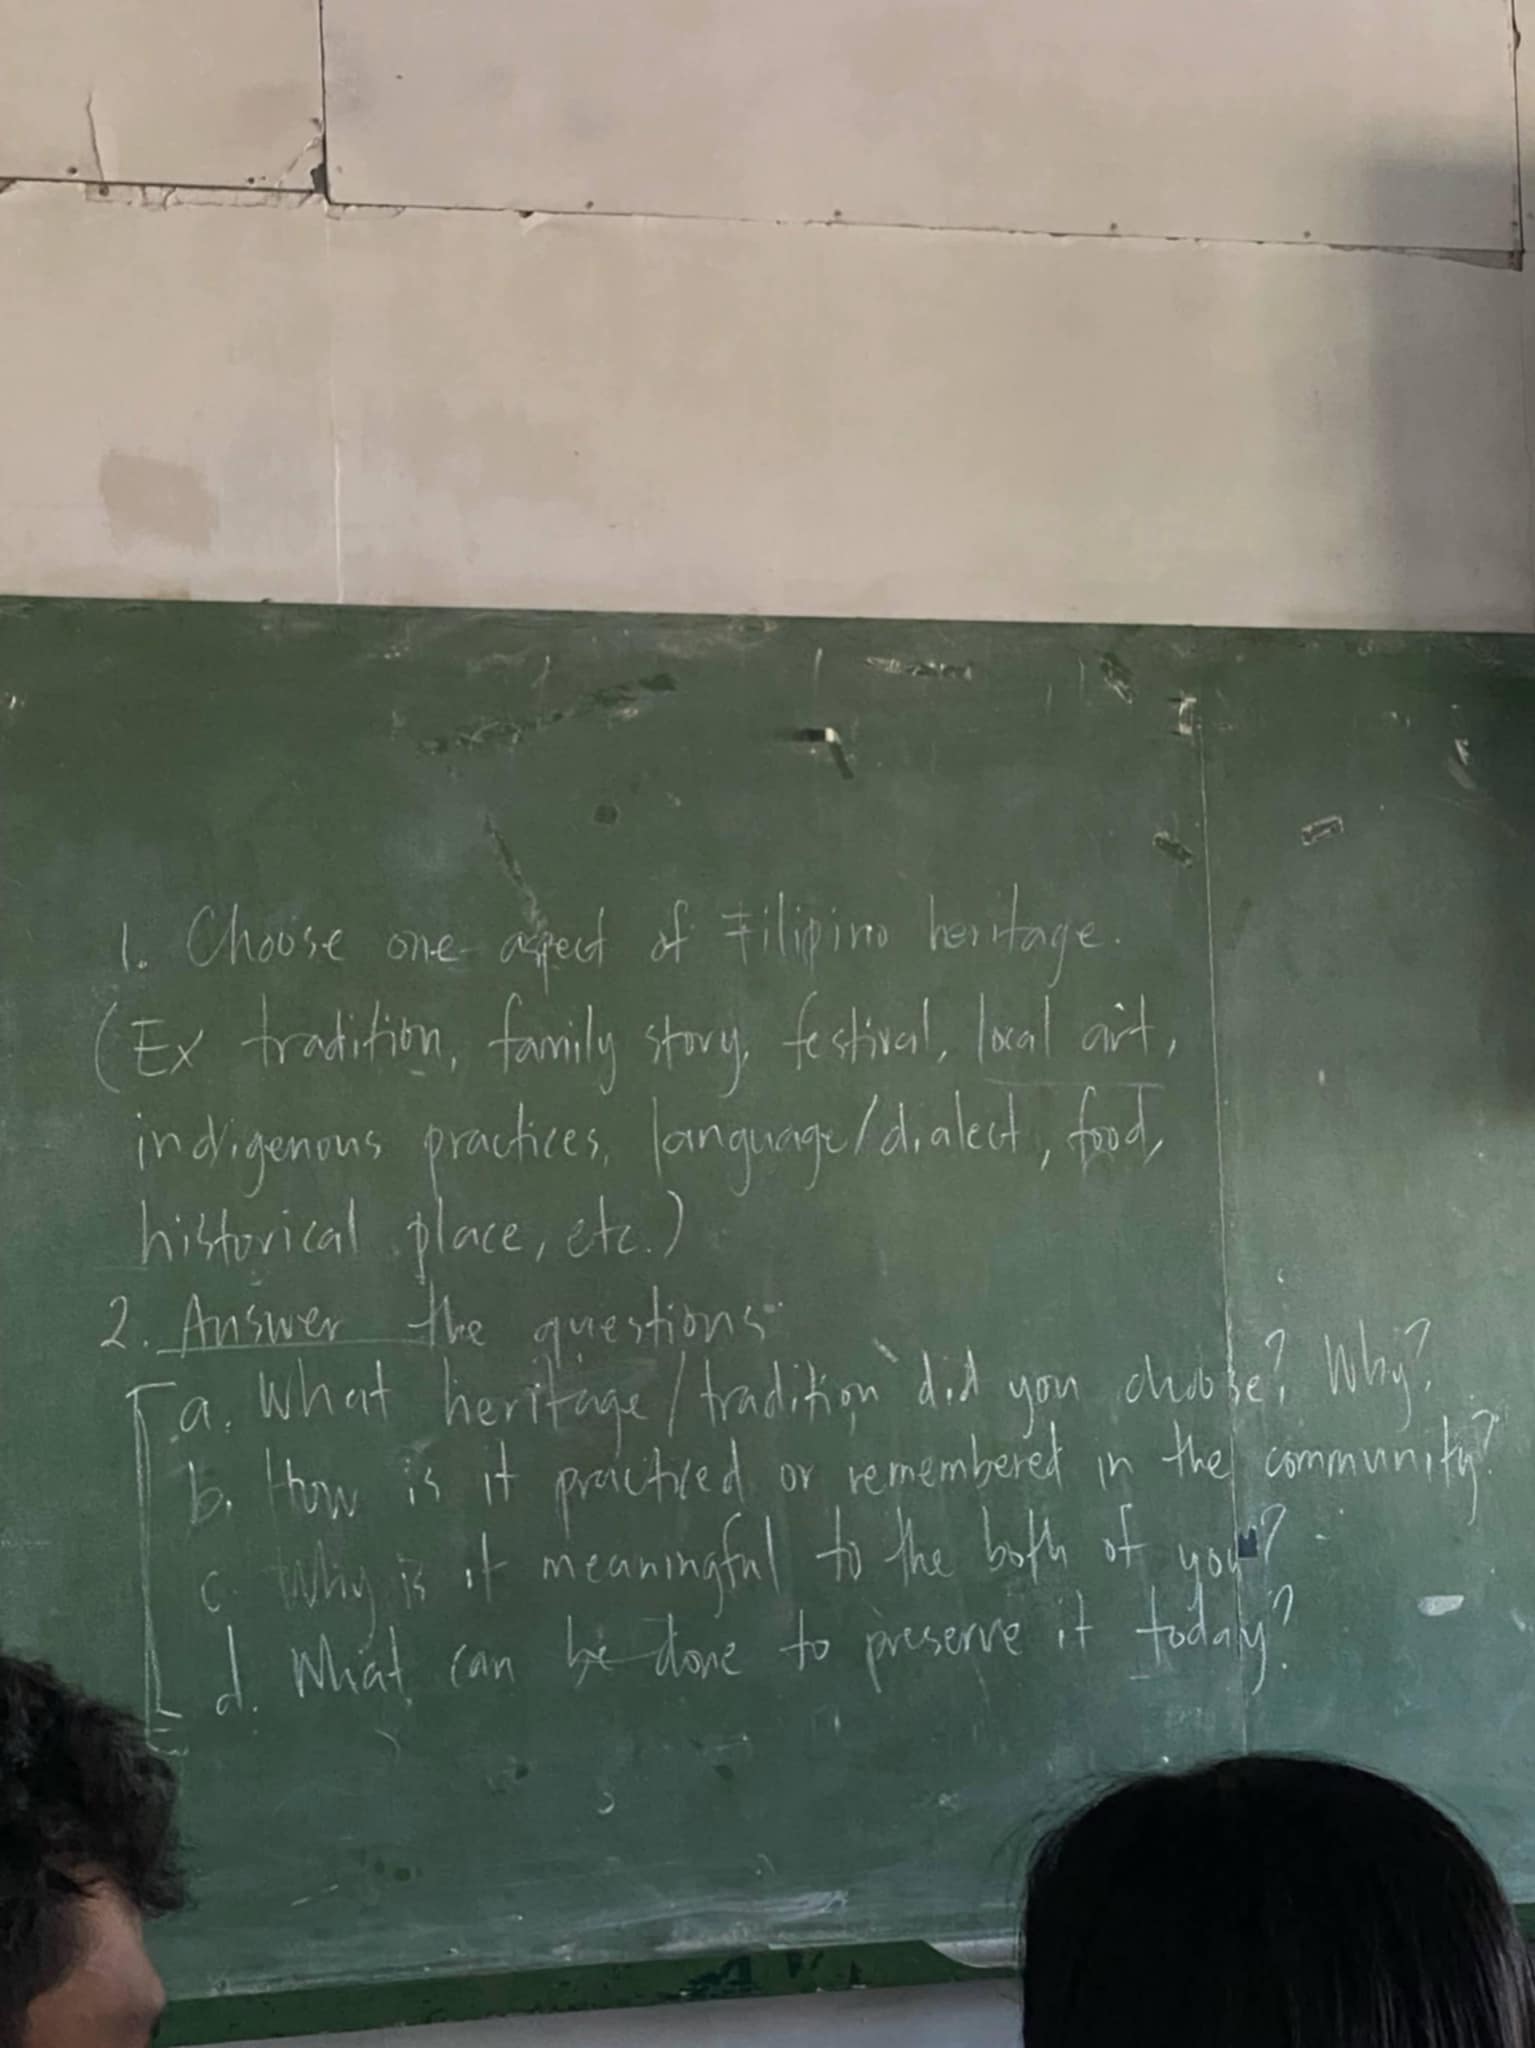 1. Choose one aspect of Filipino heritage.
(Ex tradition, family story, festival, local art,
indigenous practices, language/dialect, food,
historical place, etc.)
2. Answer the questions
a. What heritage/tradition did you choose? Why?
b. How is it practiced or remembered in the community?
c. Why is it meaningful to the both of you?
d. What can be done to preserve it today?